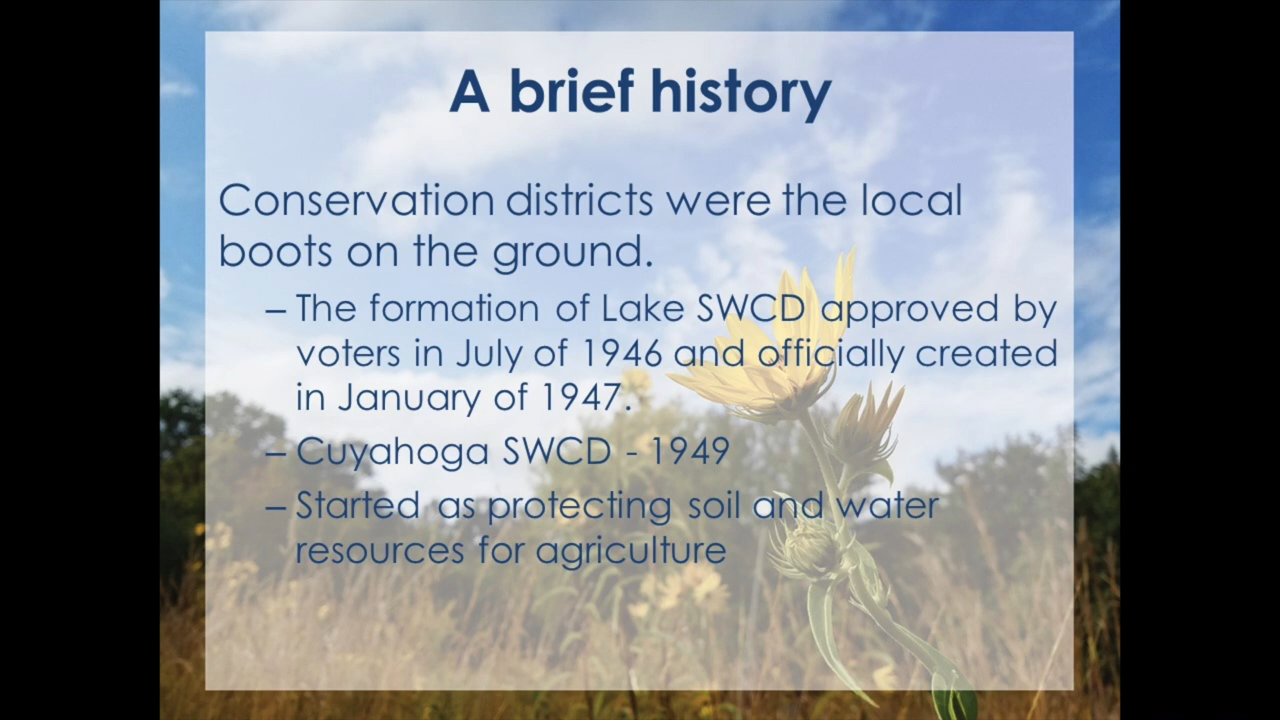 A brief history
Conservation districts were the local
boots on the ground.
– The formation of Lake SWCD approved by
voters in July of 1946 and officially created
in January of 1947.
– Cuyahoga SWCD - 1949
– Started as protecting soil and water
resources for agriculture